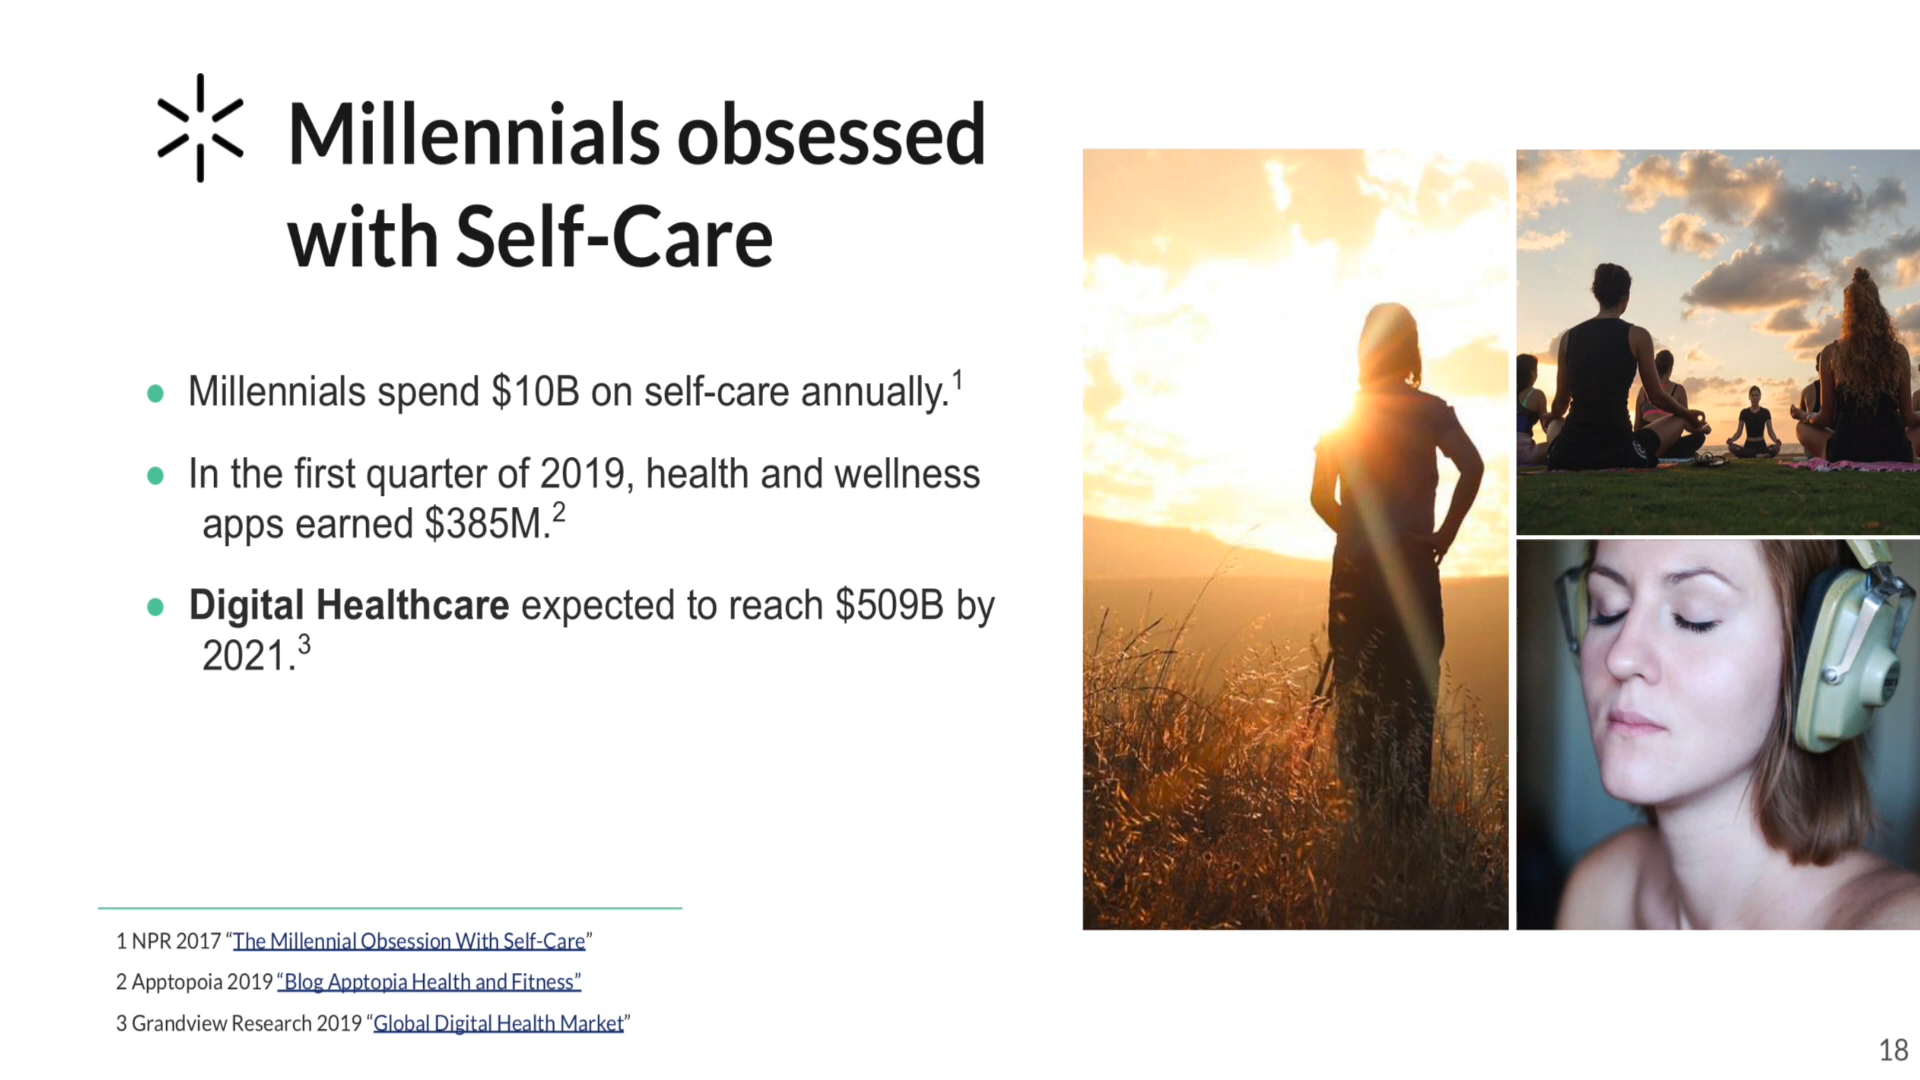 Millennials obsessed
with Self-Care
● Millennials spend $10B on self-care annually.¹
● In the first quarter of 2019, health and wellness
apps earned $385M.²
● Digital Healthcare expected to reach $509B by
2021.³
1 NPR 2017 “The Millennial Obsession With Self-Care”
2 Apptopoia 2019 “Blog Apptopia Health and Fitness”
3 Grandview Research 2019 “Global Digital Health Market”
18